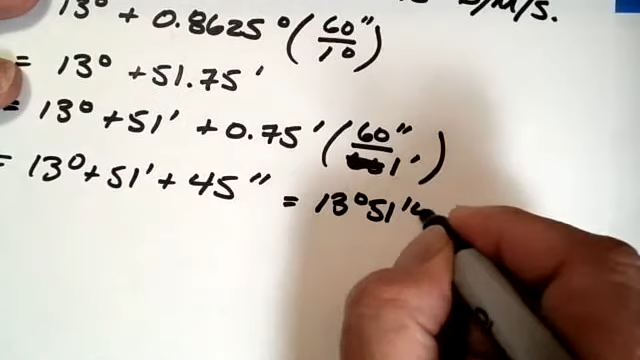 13° + 0.8625° (60"/1°)
= 13° + 51.75'
= 13° + 51' + 0.75' (60"/1')
= 13° + 51' + 45" = 13° 51' 4